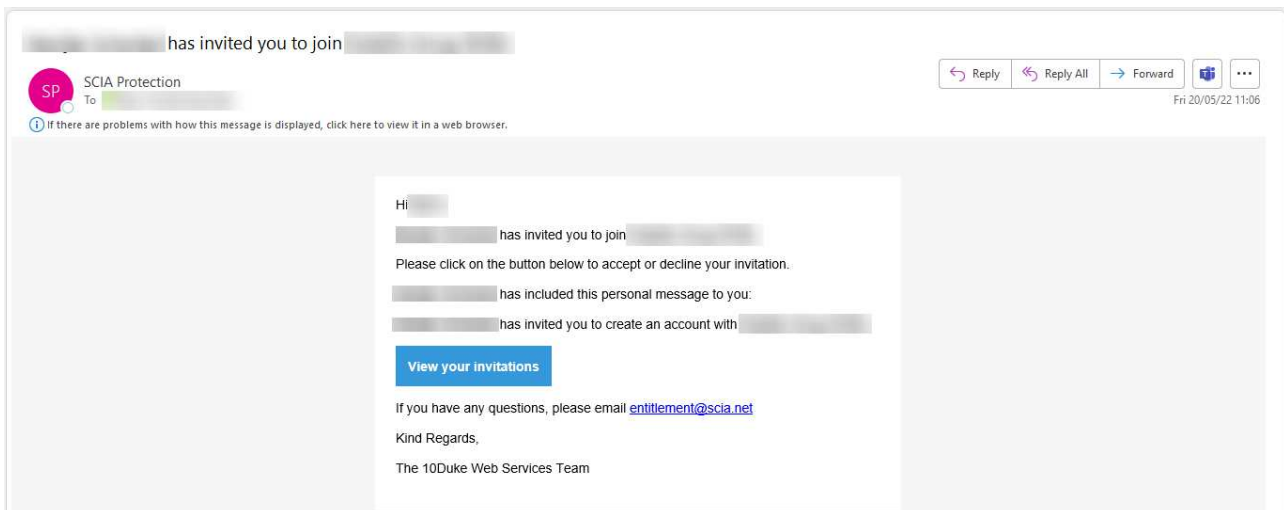 has invited you to join
SP
SCIA Protection
To
Reply
Reply All
Forward
Fri 20/05/22 11:06
If there are problems with how this message is displayed, click here to view it in a web browser.
Hi
has invited you to join
Please click on the button below to accept or decline your invitation.
has included this personal message to you:
has invited you to create an account with
View your invitations
If you have any questions, please email entitlement@scia.net
Kind Regards,
The 10Duke Web Services Team